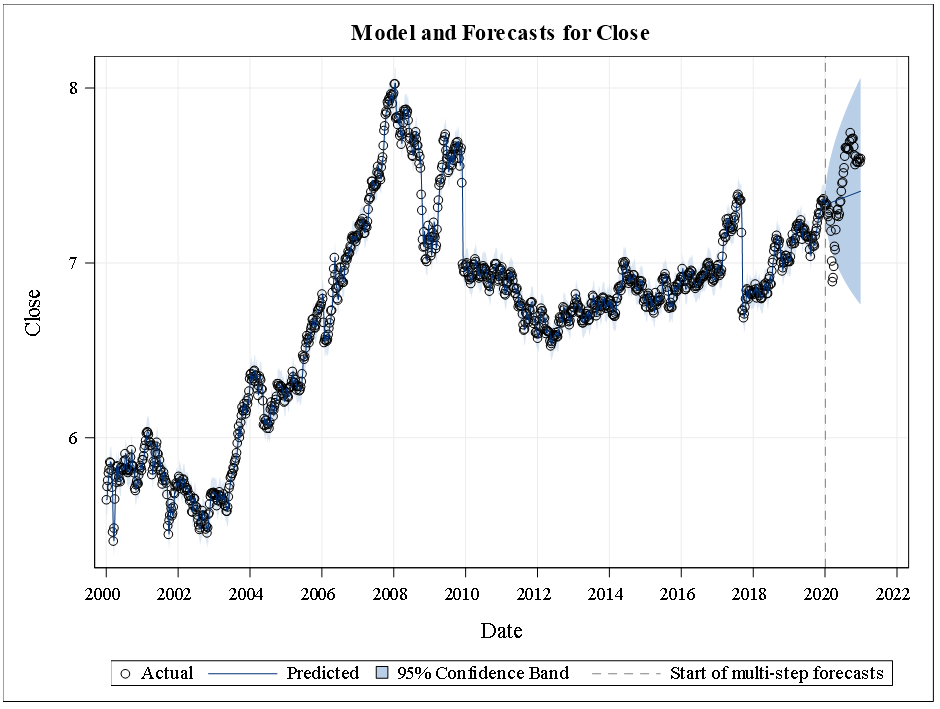 Model and Forecasts for Close
8
7
6
Close
2000 2002 2004 2006 2008 2010 2012 2014 2016 2018 2020 2022
Date
Actual Predicted 95% Confidence Band Start of multi-step forecasts